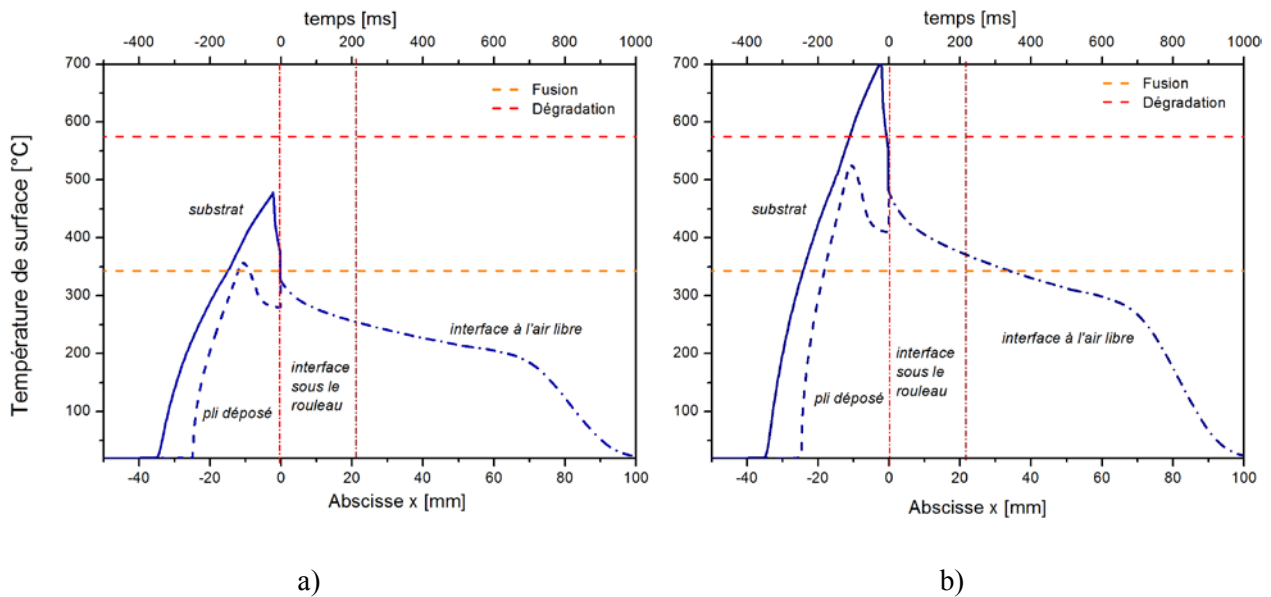 temps [ms]
-400 -200 0 200 400 600 800 1000
700
600
500
400
300
200
100
Température de surface [°C]
Fusion
Dégradation
substrat
pli déposé
interface
sous le
rouleau
interface à l'air libre
-40 -20 0 20 40 60 80 100
Abscisse x [mm]
a)
temps [ms]
-400 -200 0 200 400 600 800 1000
700
600
500
400
300
200
100
Fusion
Dégradation
substrat
pli déposé
interface
sous le
rouleau
interface à l'air libre
-40 -20 0 20 40 60 80 100
Abscisse x [mm]
b)